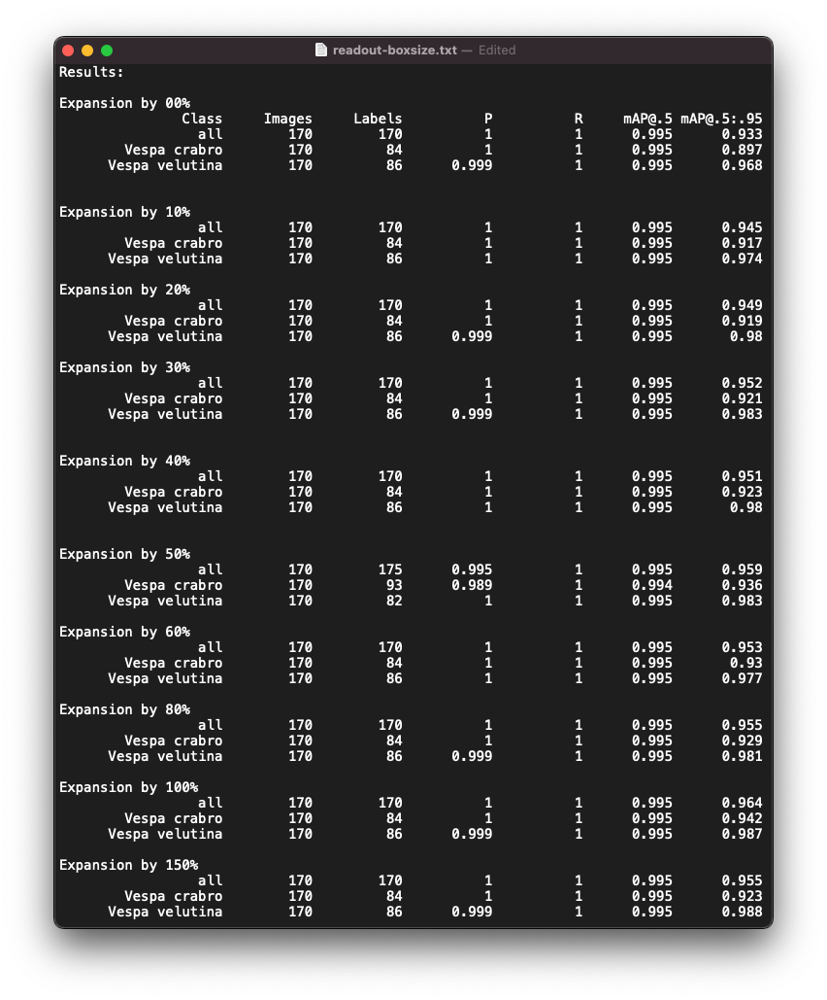 readout-boxsize.txt — Edited
Results:
Expansion by 00%
Class Images Labels P R mAP@.5 mAP@.5:.95
all 170 170 1 1 0.995 0.933
Vespa crabro 170 84 1 1 0.995 0.897
Vespa velutina 170 86 0.999 1 0.995 0.968
Expansion by 10%
all 170 170 1 1 0.995 0.945
Vespa crabro 170 84 1 1 0.995 0.917
Vespa velutina 170 86 1 1 0.995 0.974
Expansion by 20%
all 170 170 1 1 0.995 0.949
Vespa crabro 170 84 1 1 0.995 0.919
Vespa velutina 170 86 0.999 1 0.995 0.98
Expansion by 30%
all 170 170 1 1 0.995 0.952
Vespa crabro 170 84 1 1 0.995 0.921
Vespa velutina 170 86 0.999 1 0.995 0.983
Expansion by 40%
all 170 170 1 1 0.995 0.951
Vespa crabro 170 84 1 1 0.995 0.923
Vespa velutina 170 86 1 1 0.995 0.98
Expansion by 50%
all 170 175 0.995 1 0.995 0.959
Vespa crabro 170 93 0.989 1 0.994 0.936
Vespa velutina 170 82 1 1 0.995 0.983
Expansion by 60%
all 170 170 1 1 0.995 0.953
Vespa crabro 170 84 1 1 0.995 0.93
Vespa velutina 170 86 1 1 0.995 0.977
Expansion by 80%
all 170 170 1 1 0.995 0.955
Vespa crabro 170 84 1 1 0.995 0.929
Vespa velutina 170 86 0.999 1 0.995 0.981
Expansion by 100%
all 170 170 1 1 0.995 0.964
Vespa crabro 170 84 1 1 0.995 0.942
Vespa velutina 170 86 0.999 1 0.995 0.987
Expansion by 150%
all 170 170 1 1 0.995 0.955
Vespa crabro 170 84 1 1 0.995 0.923
Vespa velutina 170 86 0.999 1 0.995 0.988